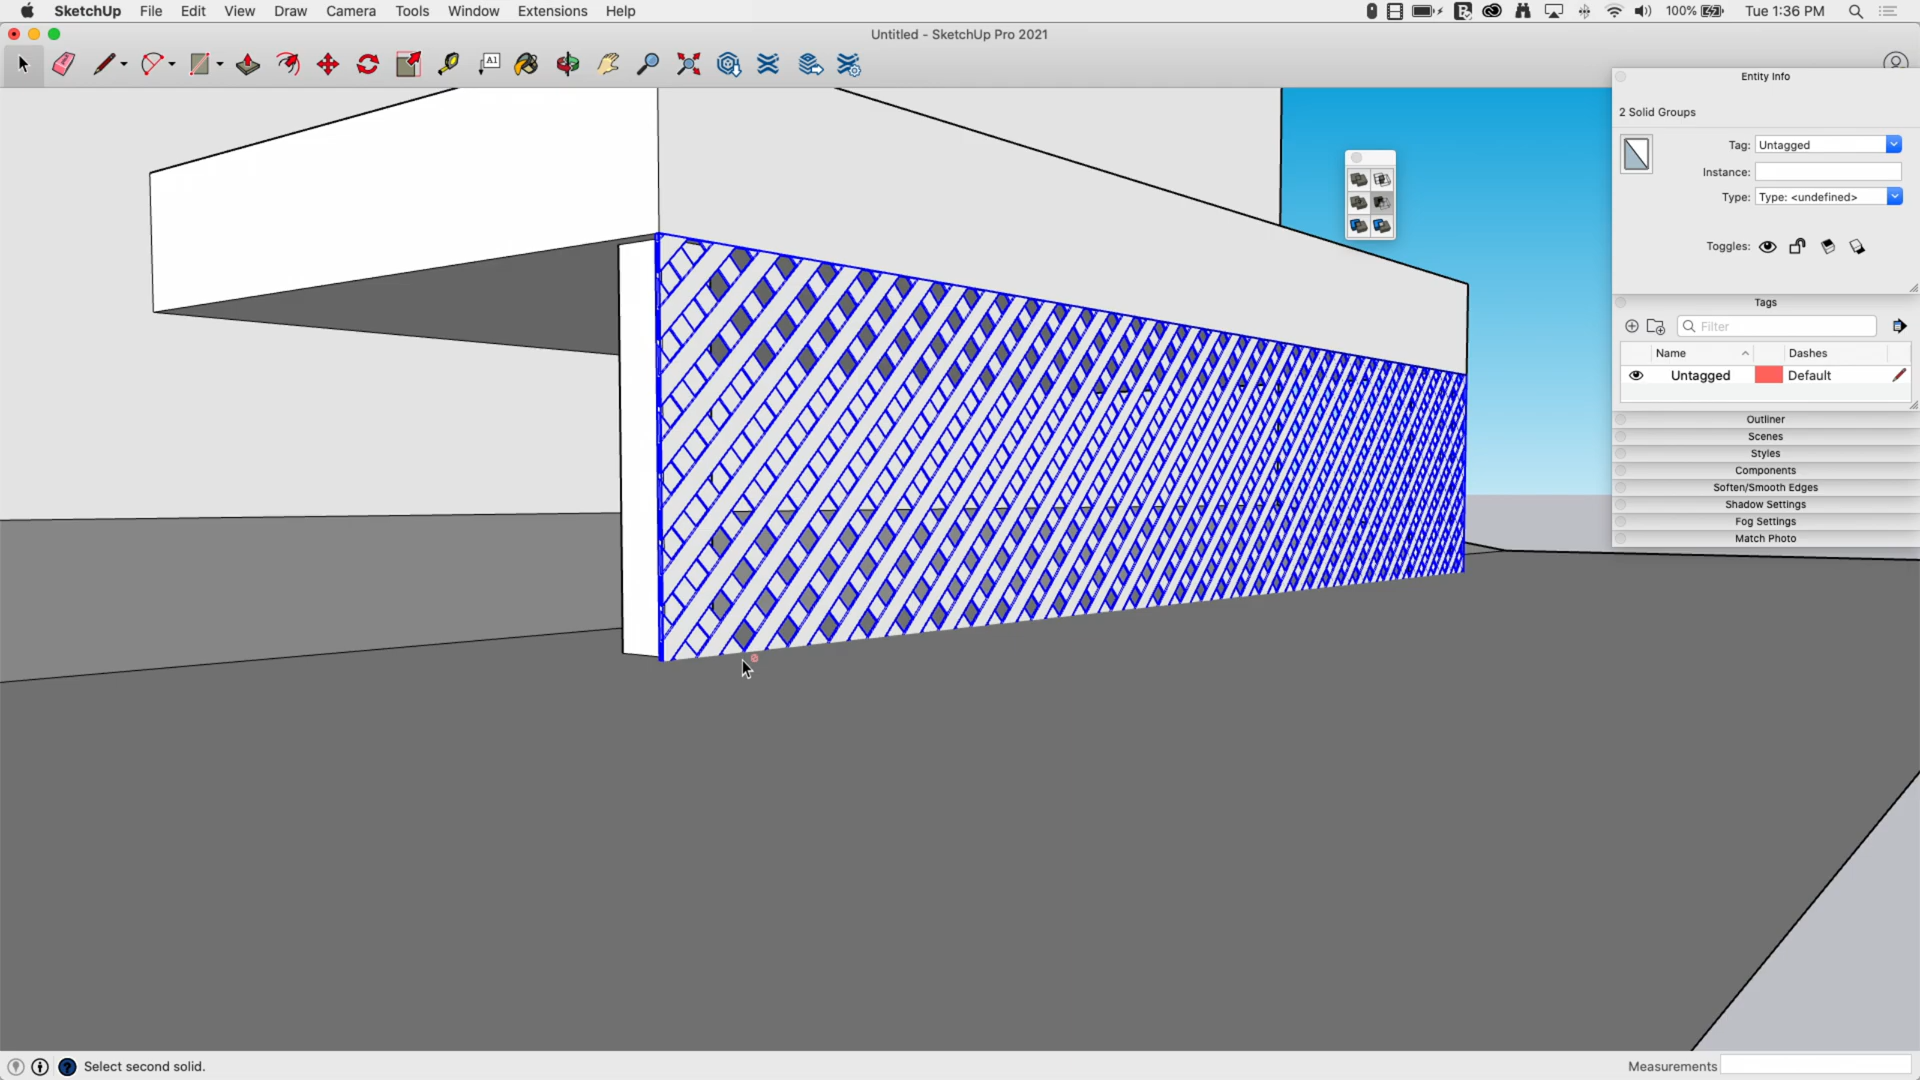 SketchUp File Edit View Draw Camera Tools Window Extensions Help
100% Tue 1:36 PM
Untitled - SketchUp Pro 2021
A1
Entity Info
2 Solid Groups
Tag: Untagged
Instance:
Type: Type: <undefined>
Toggles:
Tags
Filter
Name Dashes
Untagged Default
Outliner
Scenes
Styles
Components
Soften/Smooth Edges
Shadow Settings
Fog Settings
Match Photo
Select second solid.
Measurements